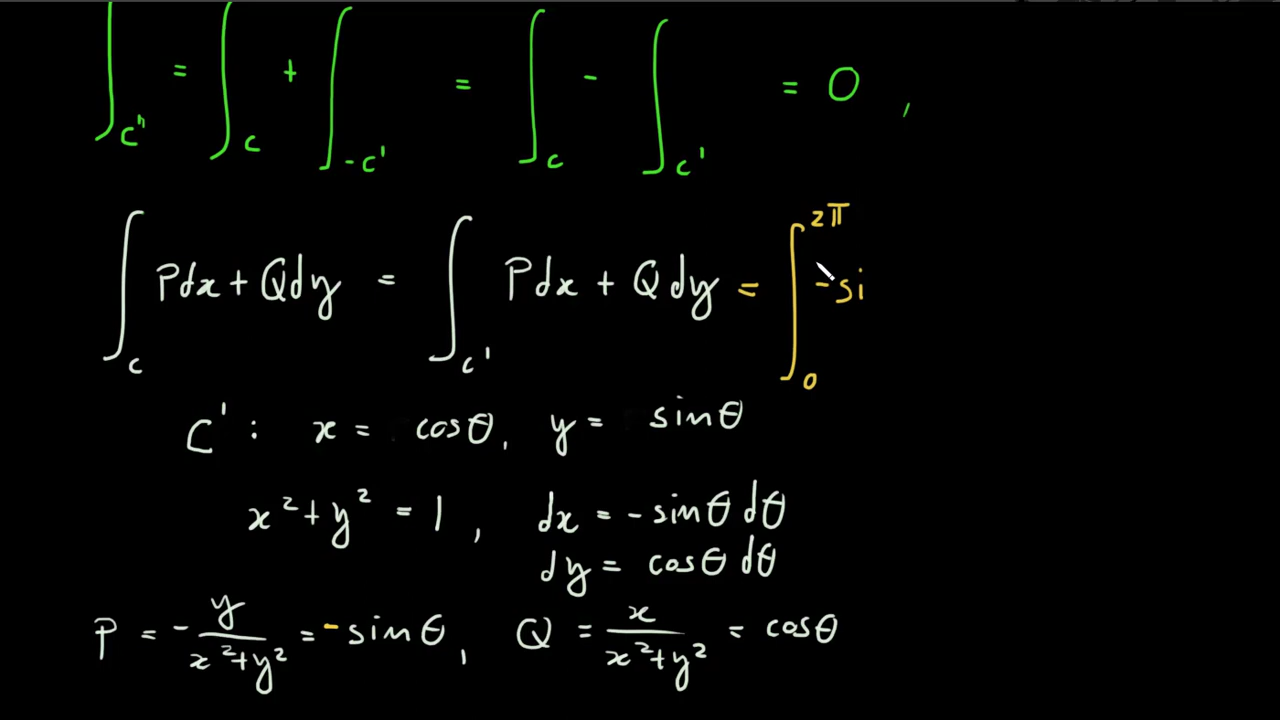 ∫_{C''} = ∫_C + ∫_{-C'} = ∫_C - ∫_{C'} = 0 ,
∫_C Pdx + Qdy = ∫_{C'} Pdx + Qdy = ∫_0^{2π} -si
C' : x = cosθ, y = sinθ
x² + y² = 1 , dx = -sinθ dθ
dy = cosθ dθ
P = - y/(x²+y²) = -sinθ , Q = x/(x²+y²) = cosθ